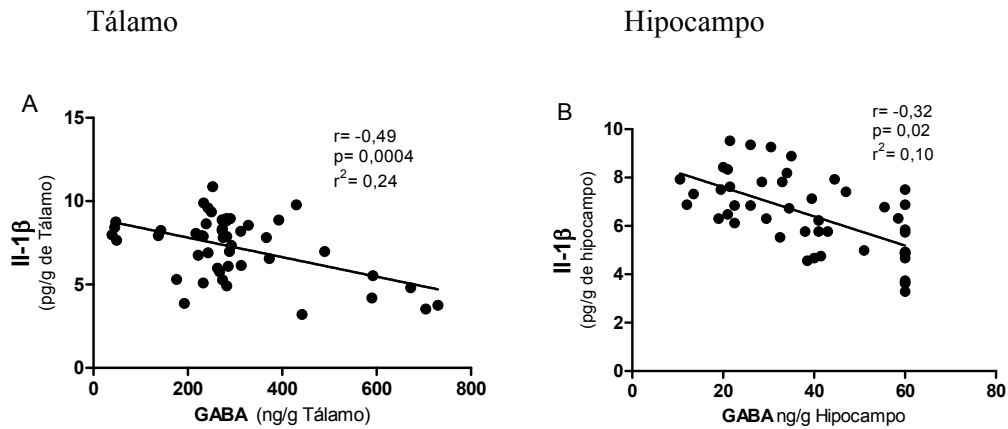 Tálamo
Hipocampo
A
r= -0,49
p= 0,0004
r²= 0,24
15
10
5
0
Il-1β
(pg/g de Tálamo)
0 200 400 600 800
GABA (ng/g Tálamo)
B
r= -0,32
p= 0,02
r²= 0,10
10
8
6
4
2
0
Il-1β
(pg/g de hipocampo)
0 20 40 60 80
GABA ng/g Hipocampo